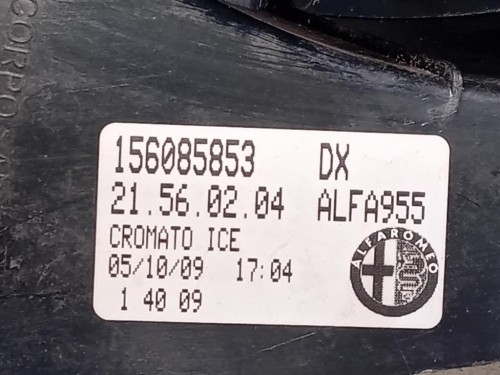 CORPO
156085853 DX
21.56.02.04 ALFA955
CROMATO ICE
05/10/09 17:04
1 40 09
ALFA ROMEO